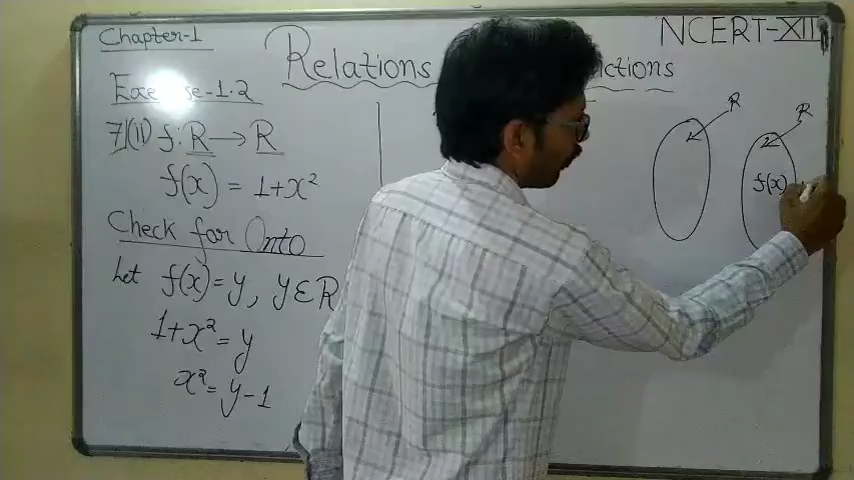 Chapter-1
NCERT-XII
Relations ctions
Exe se-1.2
7(ii) f: R → R
f(x) = 1+x²
Check for Onto
Let f(x)=y, y∈R
1+x²=y
x²=y-1
R
R
f(x)